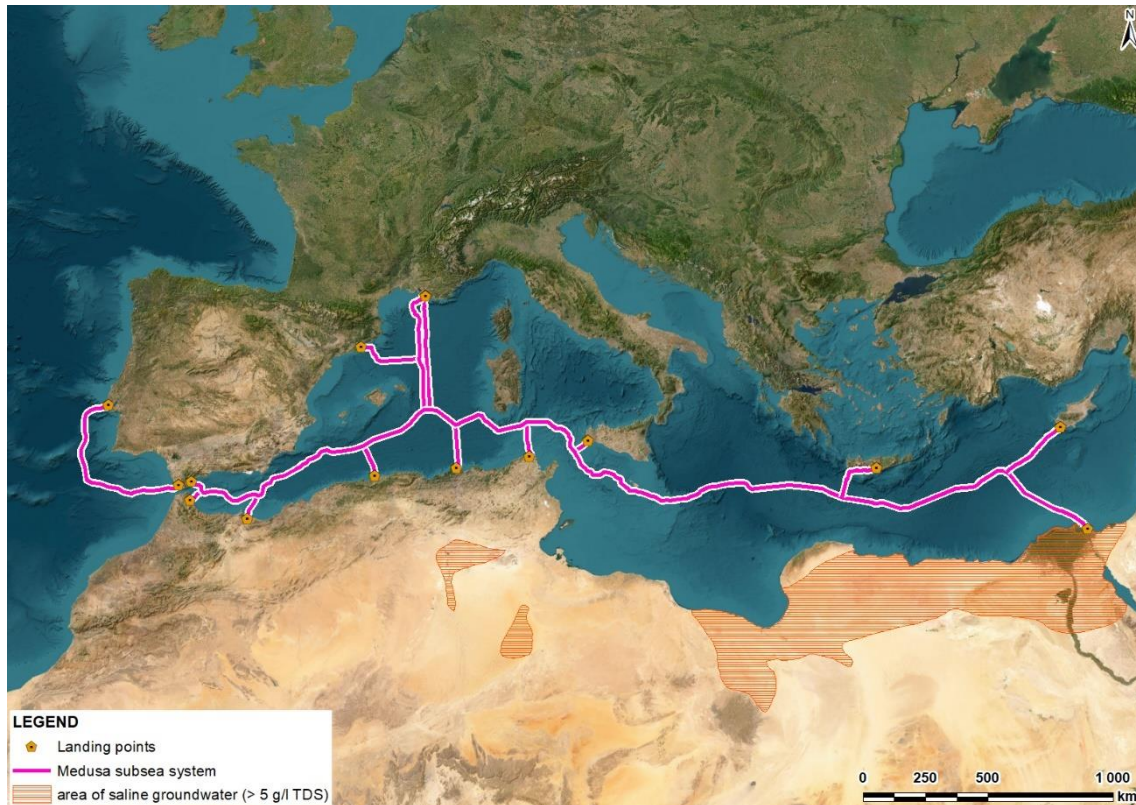 N
LEGEND
Landing points
Medusa subsea system
area of saline groundwater (> 5 g/l TDS)
0 250 500 1 000
km